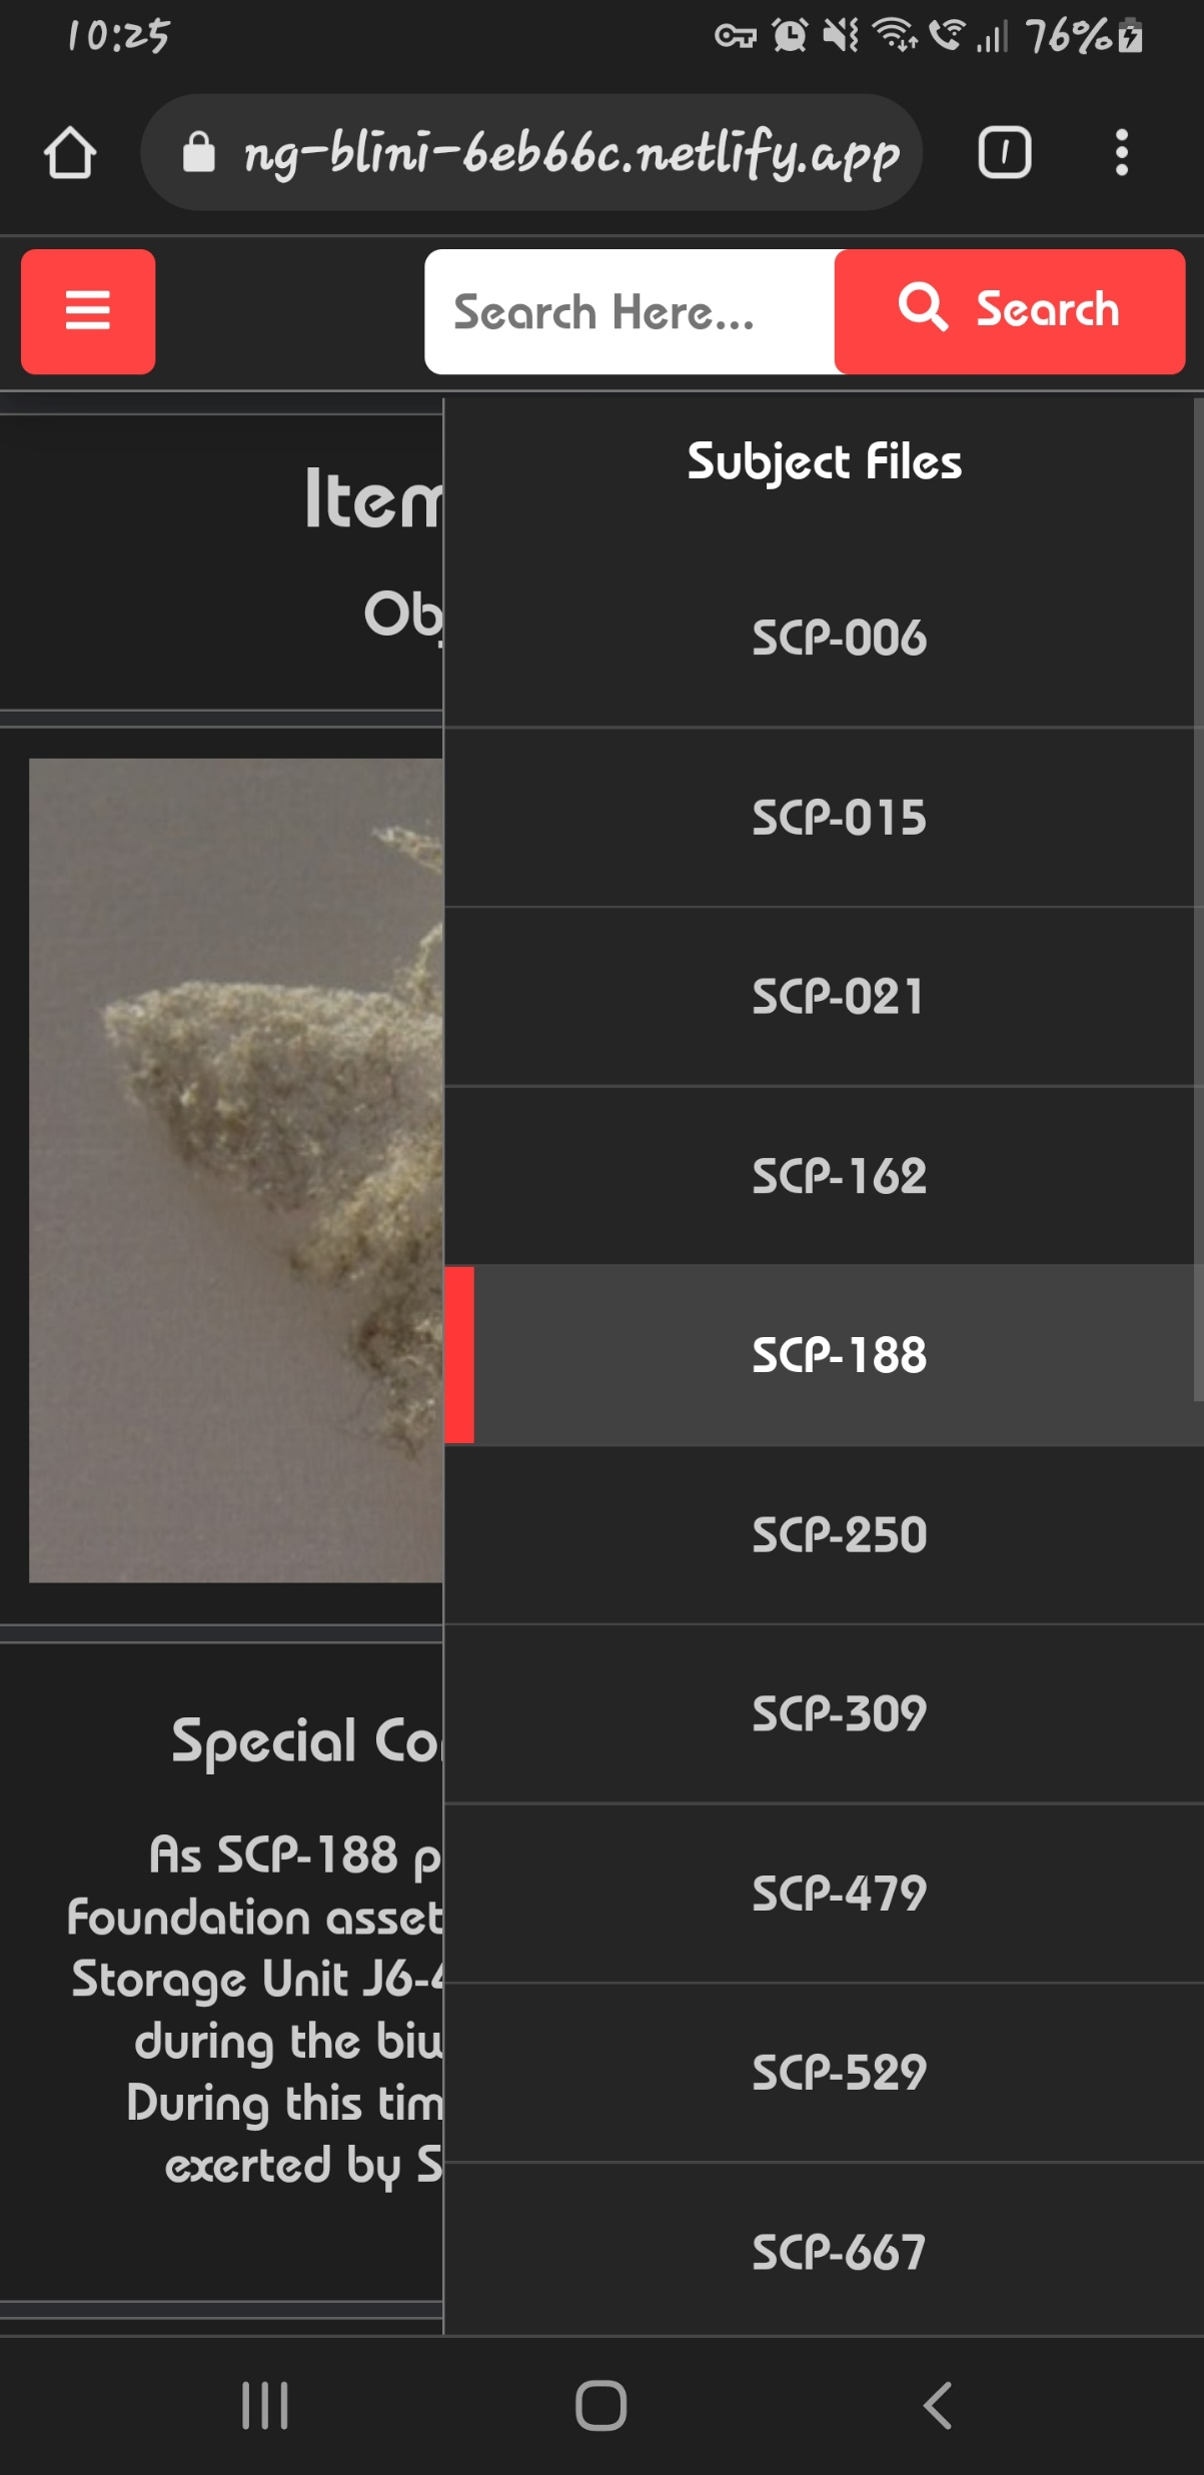 10:25
76%
ng-blini-6eb66c.netlify.app
1
Search Here...
Search
Subject Files
Item
Ob
SCP-006
SCP-015
SCP-021
SCP-162
SCP-188
SCP-250
SCP-309
SCP-479
SCP-529
SCP-667
Special Co
As SCP-188 p
Foundation asset
Storage Unit J6-4
during the biw
During this tim
exerted by S